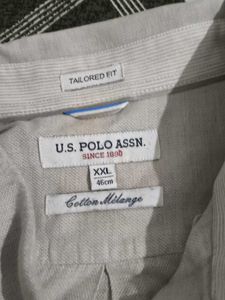 TAILORED FIT
U.S. POLO ASSN.
SINCE 1890
XXL
46cm
Cotton Mélange